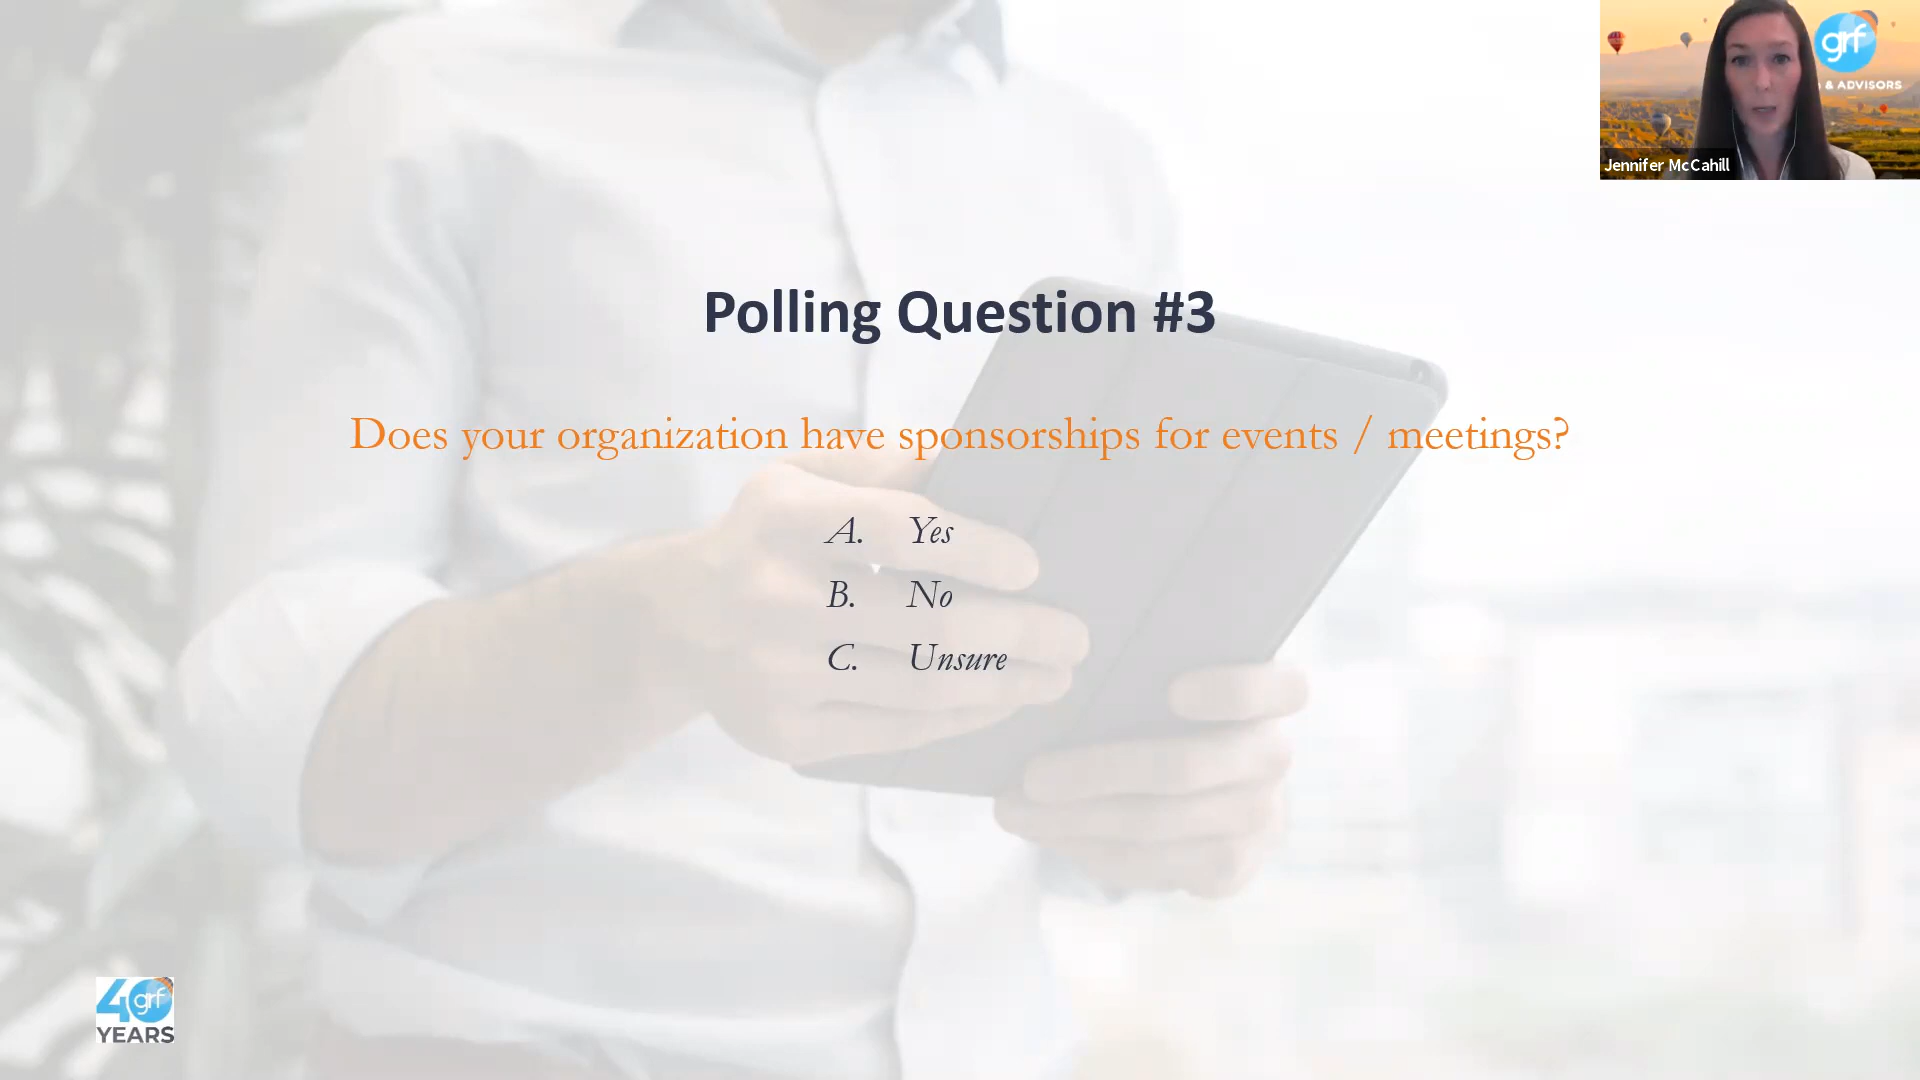 grf
& ADVISORS
Jennifer McCahill
Polling Question #3
Does your organization have sponsorships for events / meetings?
A. Yes
B. No
C. Unsure
40 grf
YEARS